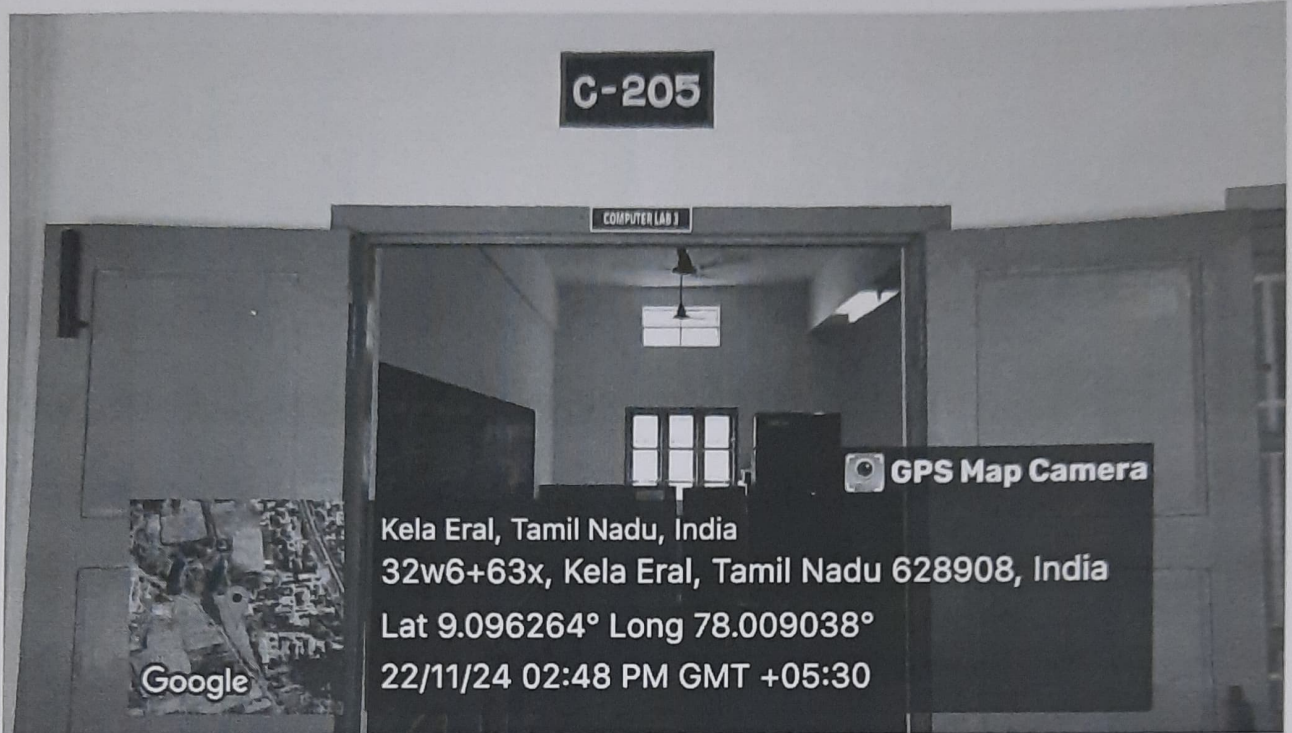 C-205
COMPUTER LAB 3
GPS Map Camera
Kela Eral, Tamil Nadu, India
32w6+63x, Kela Eral, Tamil Nadu 628908, India
Lat 9.096264° Long 78.009038°
22/11/24 02:48 PM GMT +05:30
Google